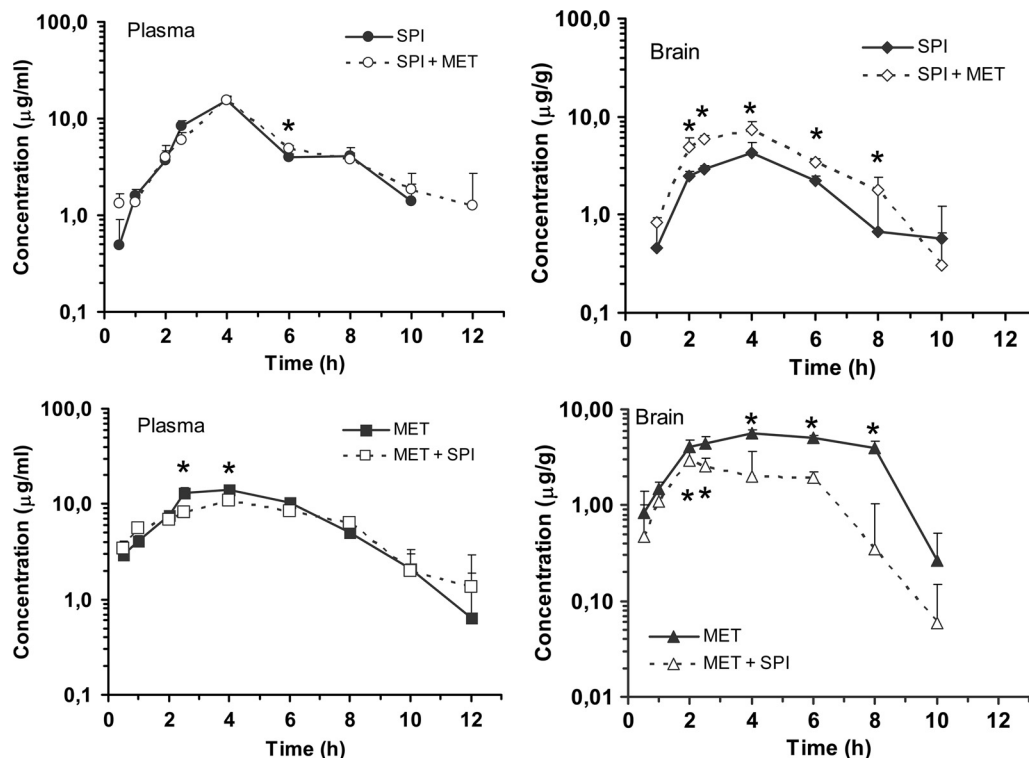 Plasma
Concentration (µg/ml)
100,0
10,0
1,0
0,1
SPI
SPI + MET
*
0 2 4 6 8 10 12
Time (h)
Brain
Concentration (µg/g)
100,0
10,0
1,0
0,1
SPI
SPI + MET
* * * * *
0 2 4 6 8 10 12
Time (h)
Plasma
Concentration (µg/ml)
100,0
10,0
1,0
0,1
MET
MET + SPI
* *
0 2 4 6 8 10 12
Time (h)
Brain
Concentration (µg/g)
10,00
1,00
0,10
0,01
* * *
* *
MET
MET + SPI
0 2 4 6 8 10 12
Time (h)